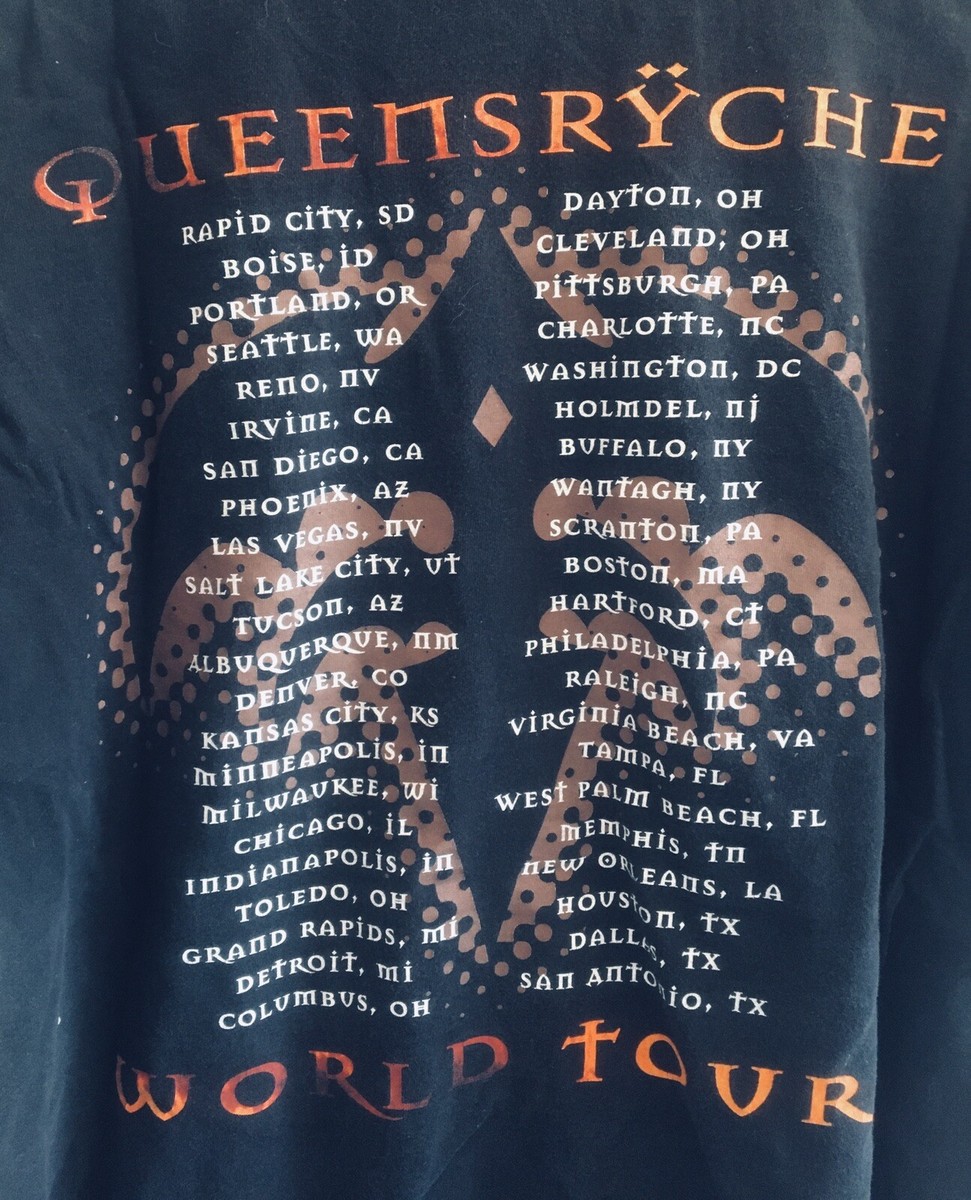 QUEENSRŸCHE
RAPID CITY, SD
BOISE, ID
PORTLAND, OR
SEATTLE, WA
RENO, NV
IRVINE, CA
SAN DIEGO, CA
PHOENIX, AZ
LAS VEGAS, NV
SALT LAKE CITY, UT
TUCSON, AZ
ALBUQUERQUE, NM
DENVER, CO
KANSAS CITY, KS
MINNEAPOLIS, IN
MILWAUKEE, WI
CHICAGO, IL
INDIANAPOLIS, IN
TOLEDO, OH
GRAND RAPIDS, MI
DETROIT, MI
COLUMBUS, OH
DAYTON, OH
CLEVELAND, OH
PITTSBURGH, PA
CHARLOTTE, NC
WASHINGTON, DC
HOLMDEL, NJ
BUFFALO, NY
WANTAGH, NY
SCRANTON, PA
BOSTON, MA
HARTFORD, CT
PHILADELPHIA, PA
RALEIGH, NC
VIRGINIA BEACH, VA
TAMPA, FL
WEST PALM BEACH, FL
MEMPHIS, TN
NEW ORLEANS, LA
HOUSTON, TX
DALLAS, TX
SAN ANTONIO, TX
WORLD TOUR